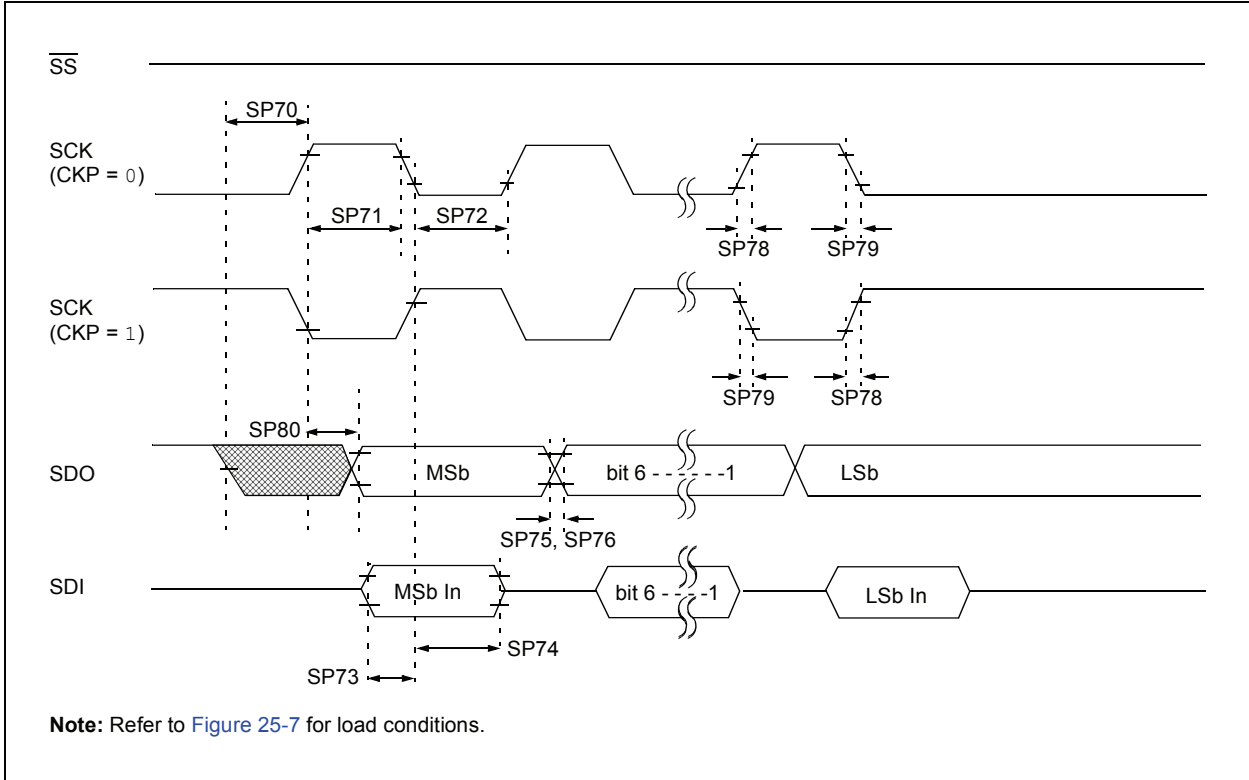 SS
SP70
SCK
(CKP = 0)
SP71
SP72
SP78
SP79
SCK
(CKP = 1)
SP79
SP78
SP80
SDO
MSb
bit 6 - - - - - -1
LSb
SP75, SP76
SDI
MSb In
bit 6 - - - -1
LSb In
SP74
SP73
Note: Refer to Figure 25-7 for load conditions.